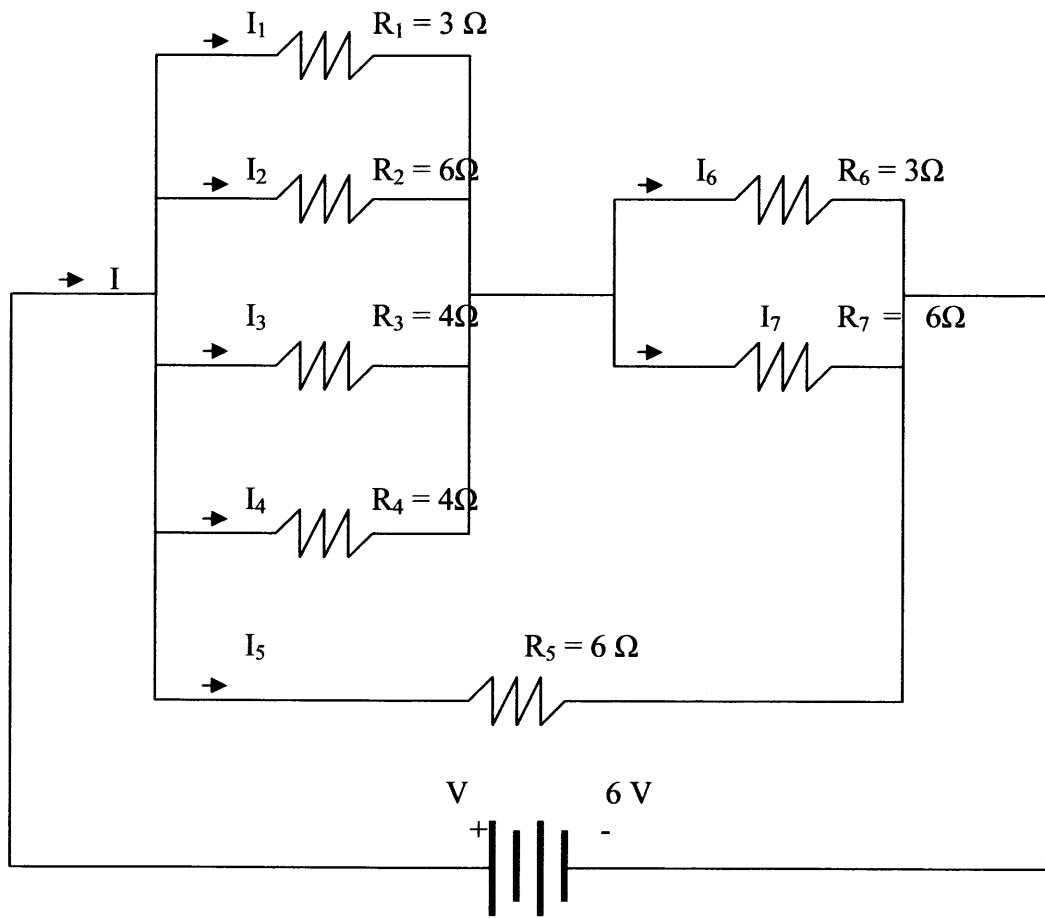 I₁ R₁ = 3 Ω
I₂ R₂ = 6Ω
I₆ R₆ = 3Ω
I
I₃ R₃ = 4Ω
I₇ R₇ = 6Ω
I₄ R₄ = 4Ω
I₅ R₅ = 6 Ω
V 6 V
+ -